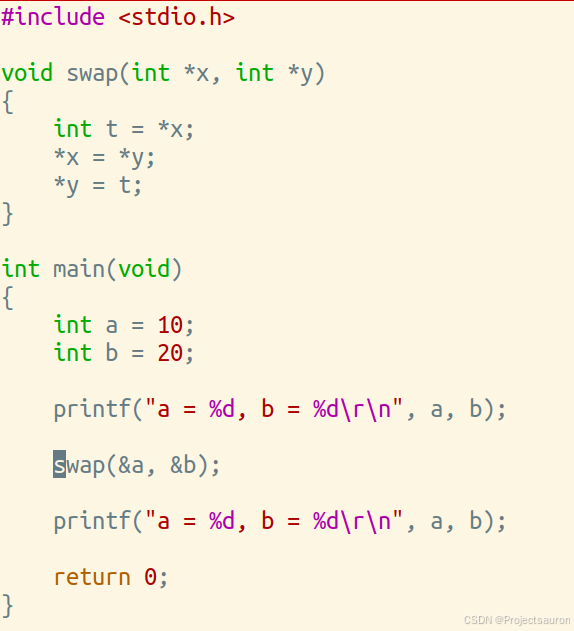 #include <stdio.h>
void swap(int *x, int *y)
{
    int t = *x;
    *x = *y;
    *y = t;
}
int main(void)
{
    int a = 10;
    int b = 20;
    printf("a = %d, b = %d\r\n", a, b);
    swap(&a, &b);
    printf("a = %d, b = %d\r\n", a, b);
    return 0;
}
CSDN @Projectsauron